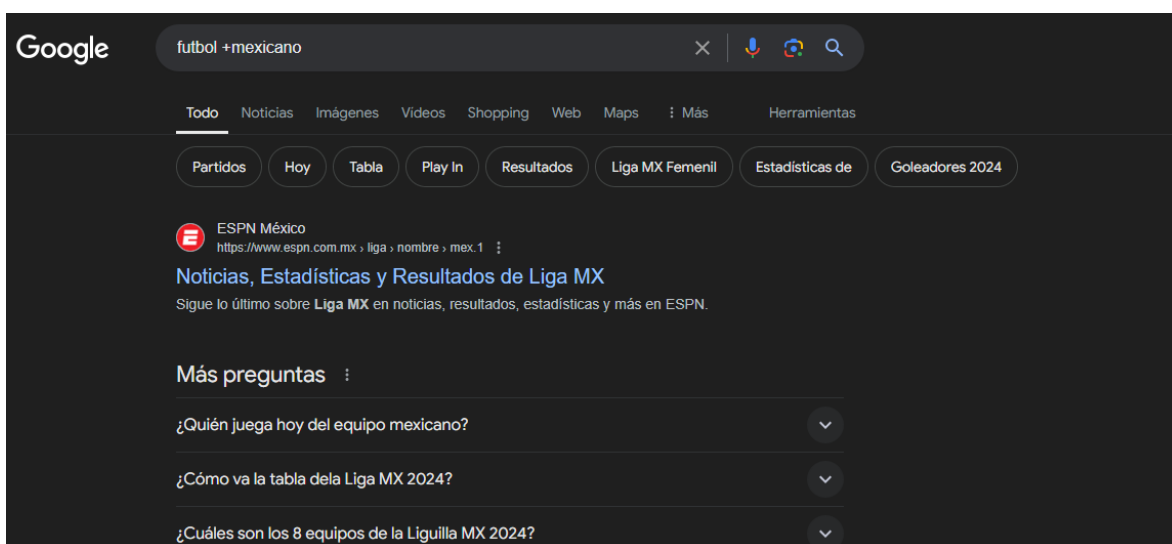 Google
futbol +mexicano
Todo Noticias Imágenes Videos Shopping Web Maps Más Herramientas
Partidos Hoy Tabla Play In Resultados Liga MX Femenil Estadísticas de Goleadores 2024
ESPN México
https://www.espn.com.mx › liga › nombre › mex.1
Noticias, Estadísticas y Resultados de Liga MX
Sigue lo último sobre Liga MX en noticias, resultados, estadísticas y más en ESPN.
Más preguntas
¿Quién juega hoy del equipo mexicano?
¿Cómo va la tabla dela Liga MX 2024?
¿Cuáles son los 8 equipos de la Liguilla MX 2024?